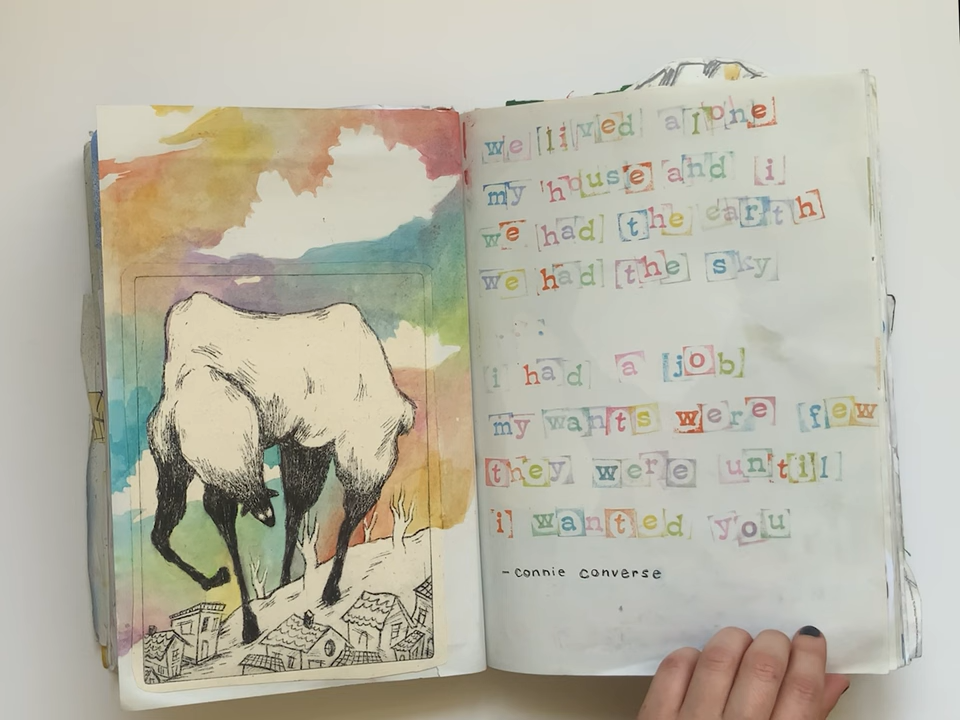 we lived alone
my house and i
we had the earth
we had the sky
...
i had a job
my wants were few
they were until
i wanted you
- connie converse